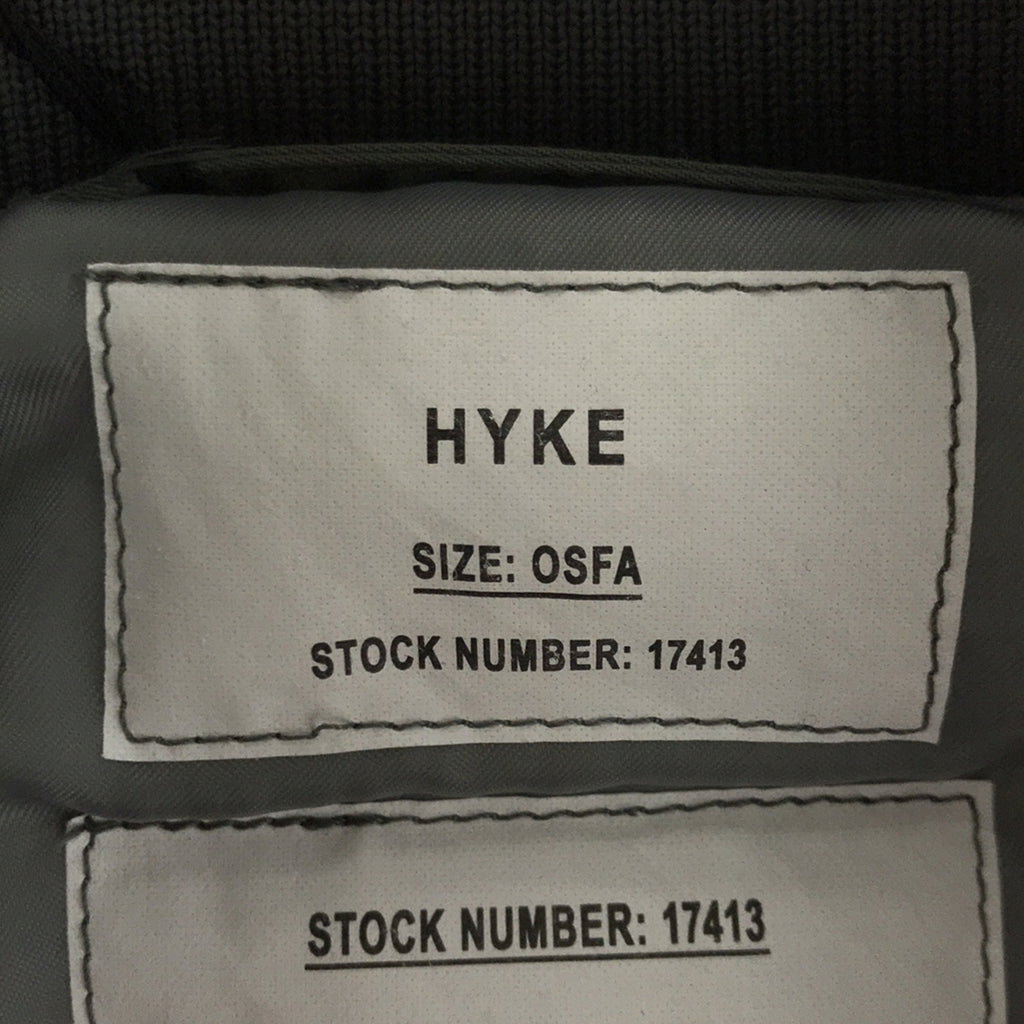 HYKE
SIZE: OSFA
STOCK NUMBER: 17413
STOCK NUMBER: 17413